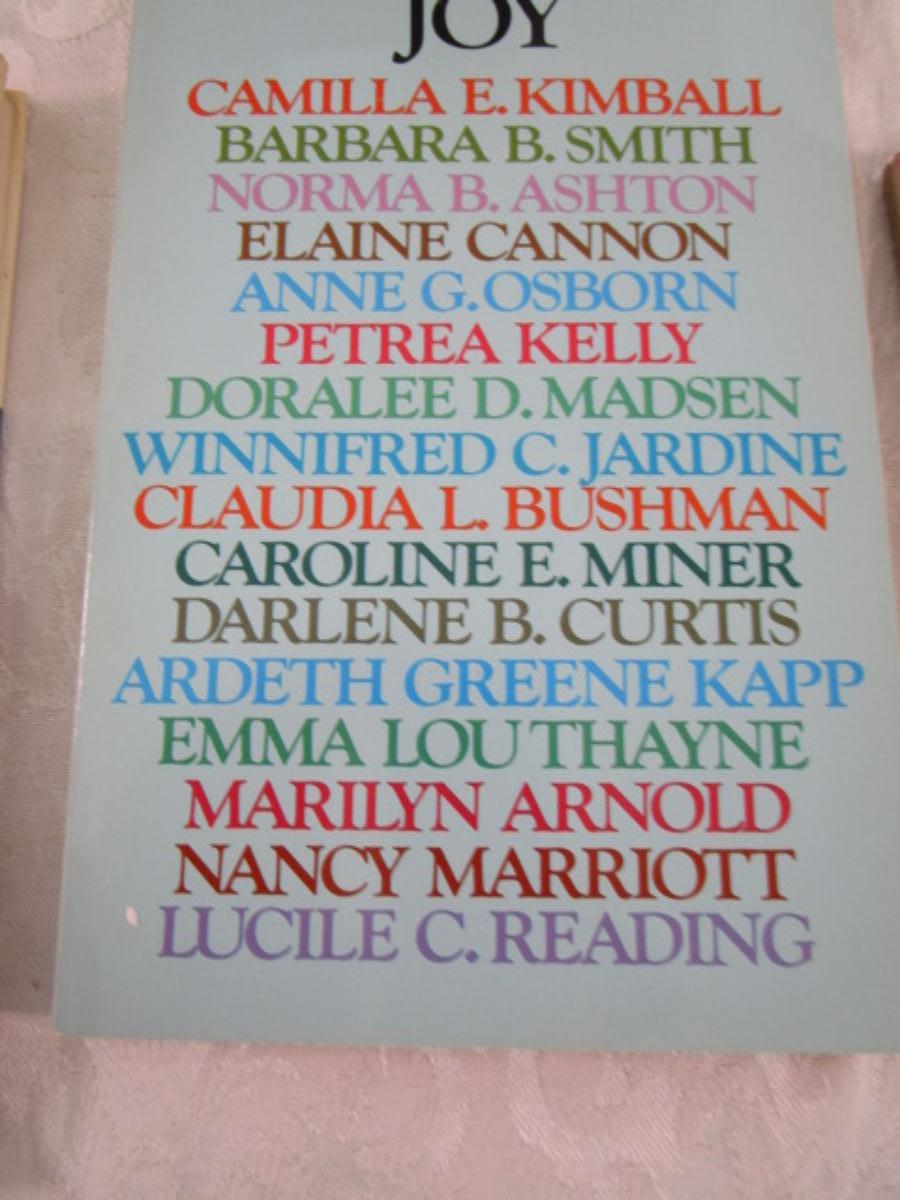 JOY
CAMILLA E. KIMBALL
BARBARA B. SMITH
NORMA B. ASHTON
ELAINE CANNON
ANNE G. OSBORN
PETREA KELLY
DORALEE D. MADSEN
WINNIFRED C. JARDINE
CLAUDIA L. BUSHMAN
CAROLINE E. MINER
DARLENE B. CURTIS
ARDETH GREENE KAPP
EMMA LOU THAYNE
MARILYN ARNOLD
NANCY MARRIOTT
LUCILE C. READING